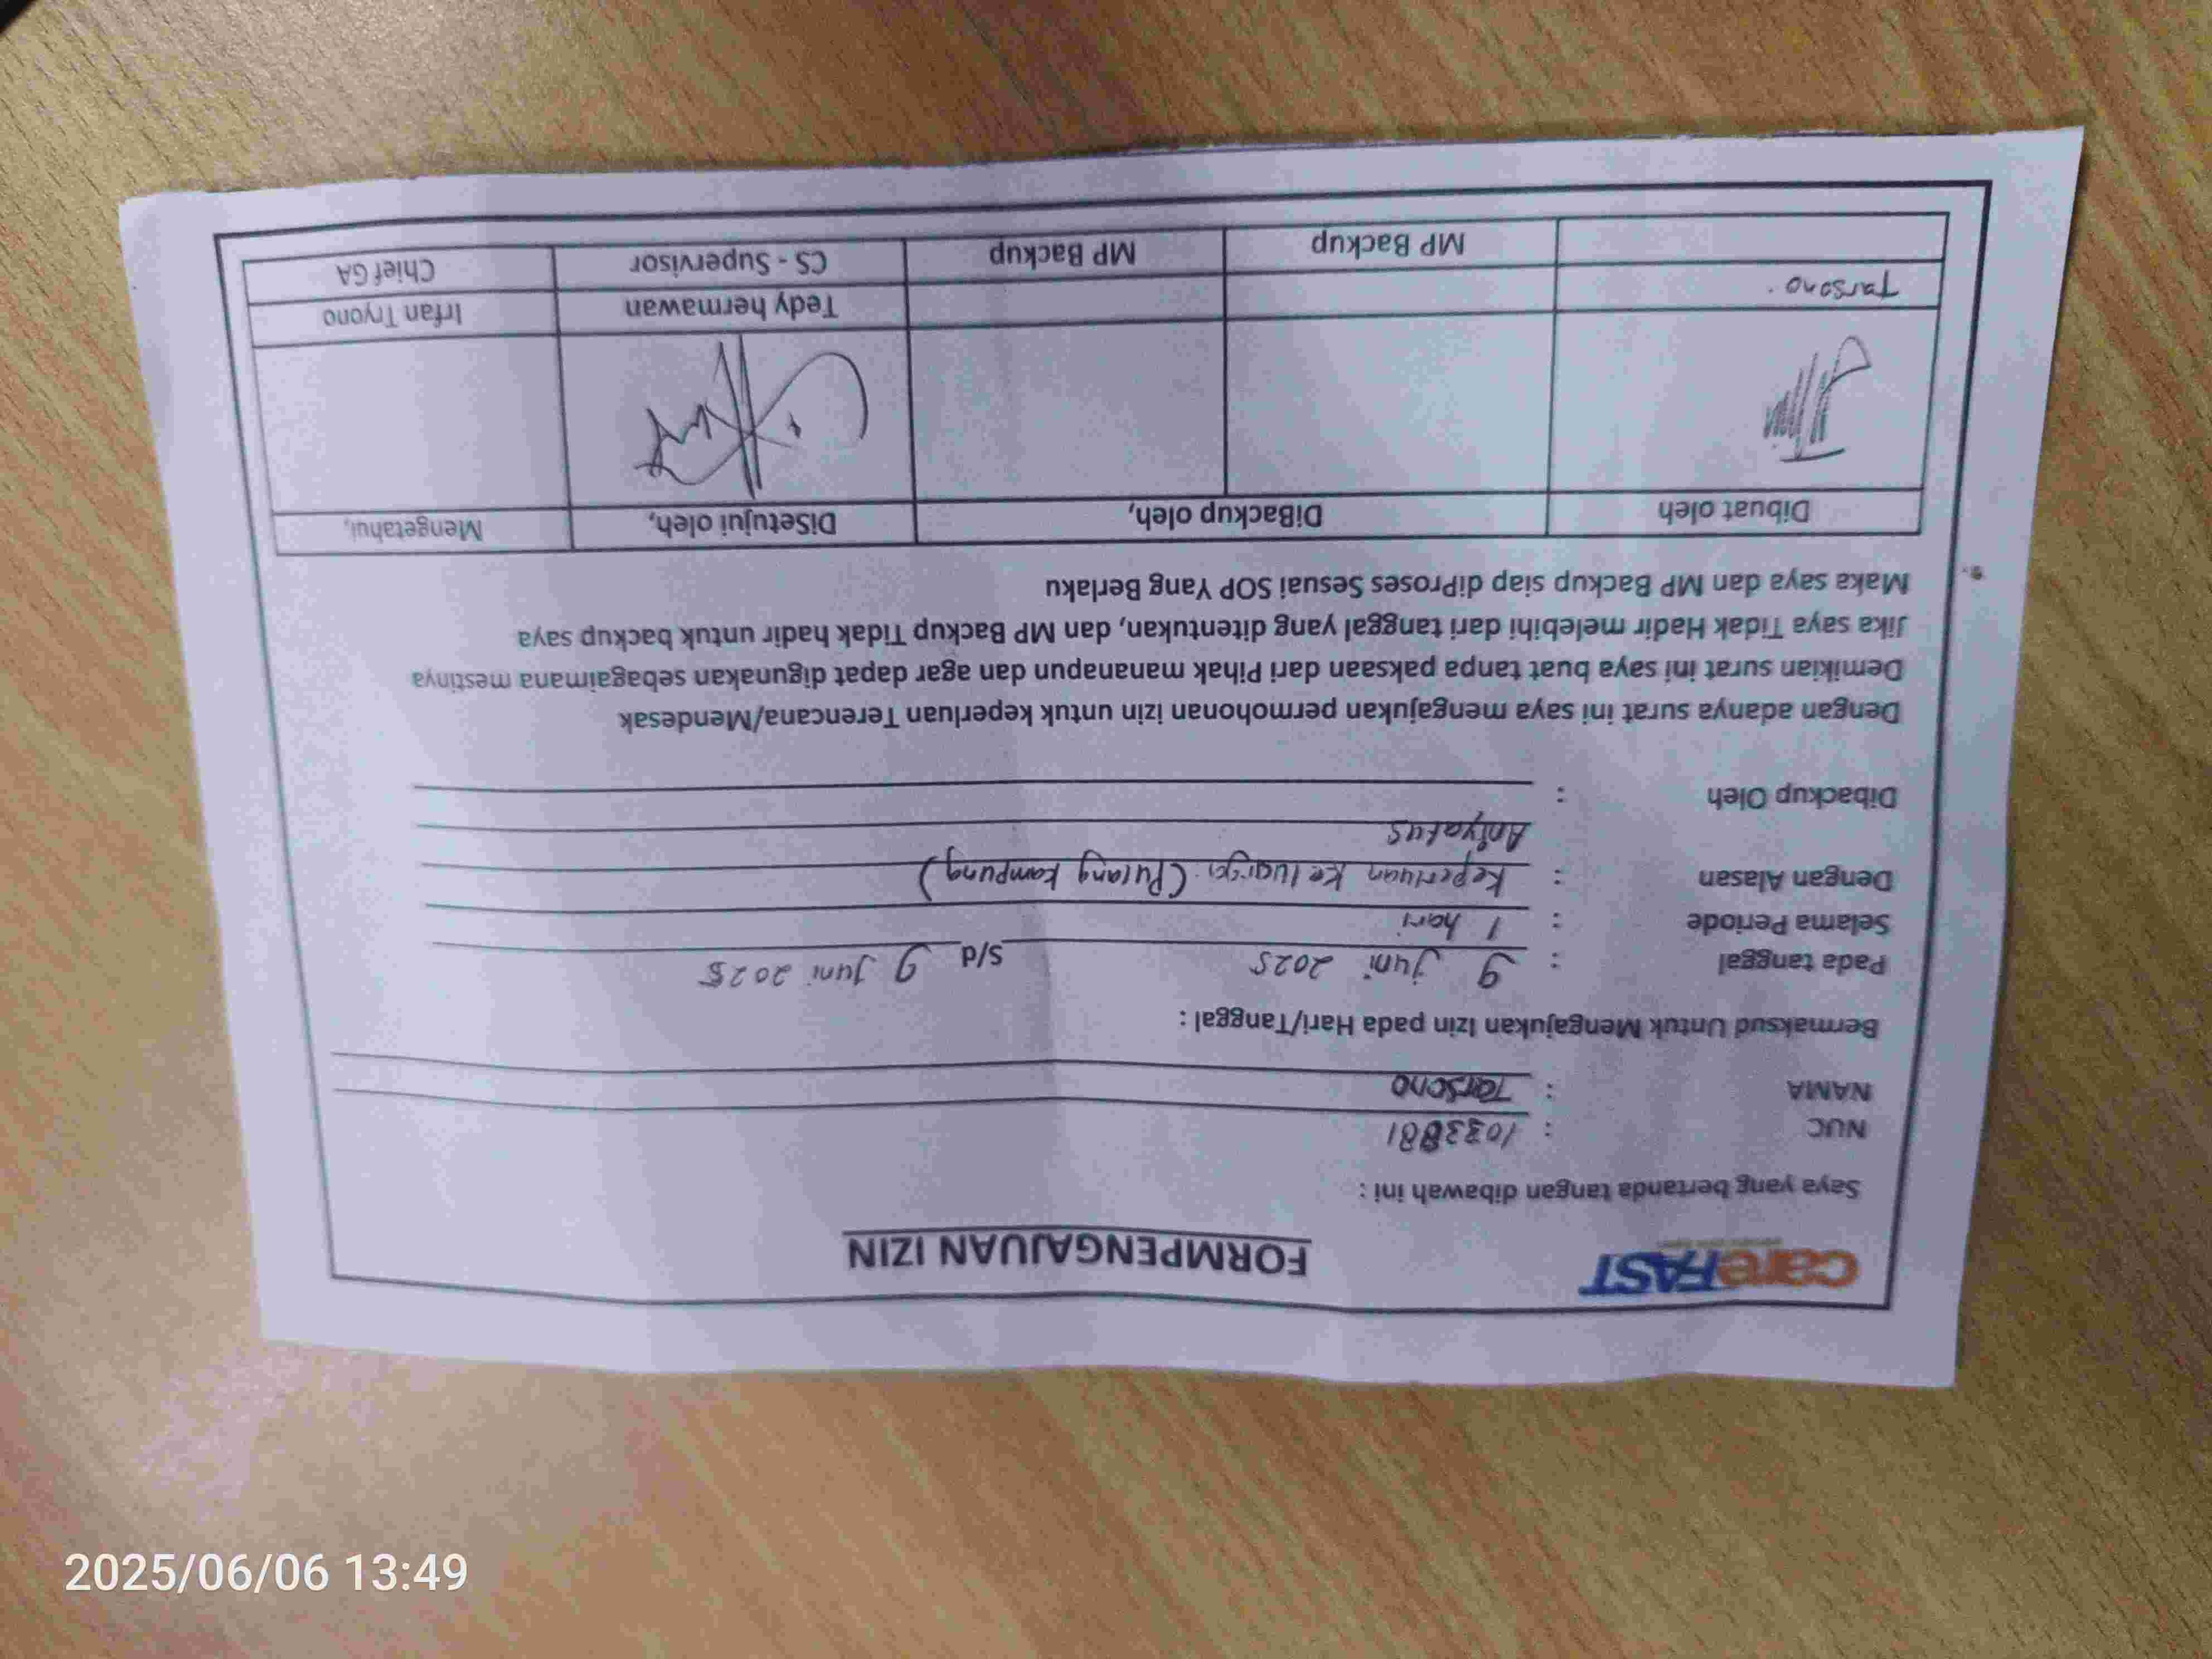 careFAST
FORMPENGAJUAN IZIN
Saya yang bertanda tangan dibawah ini :
NUC : 1033881
NAMA : Tarsono
Bermaksud Untuk Mengajukan Izin pada Hari/Tanggal :
Pada tanggal : 9 juni 2025 s/d 9 juni 2025
Selama Periode : 1 hari
Dengan Alasan : Keperluan Keluarga (Pulang kampung)
Dibackup Oleh :
Dengan adanya surat ini saya mengajukan permohonan izin untuk keperluan Terencana/Mendesak
Demikian surat ini saya buat tanpa paksaan dari Pihak mananapun dan agar dapat digunakan sebagaimana mestinya
Jika saya Tidak Hadir melebihi dari tanggal yang ditentukan, dan MP Backup Tidak hadir untuk backup saya
Maka saya dan MP Backup siap diProses Sesuai SOP Yang Berlaku
Dibuat oleh DiBackup oleh, DiSetujui oleh, Mengetahui,
Tarsono Tedy hermawan Irfan Tryono
MP Backup MP Backup CS - Supervisor Chief GA
2025/06/06 13:49